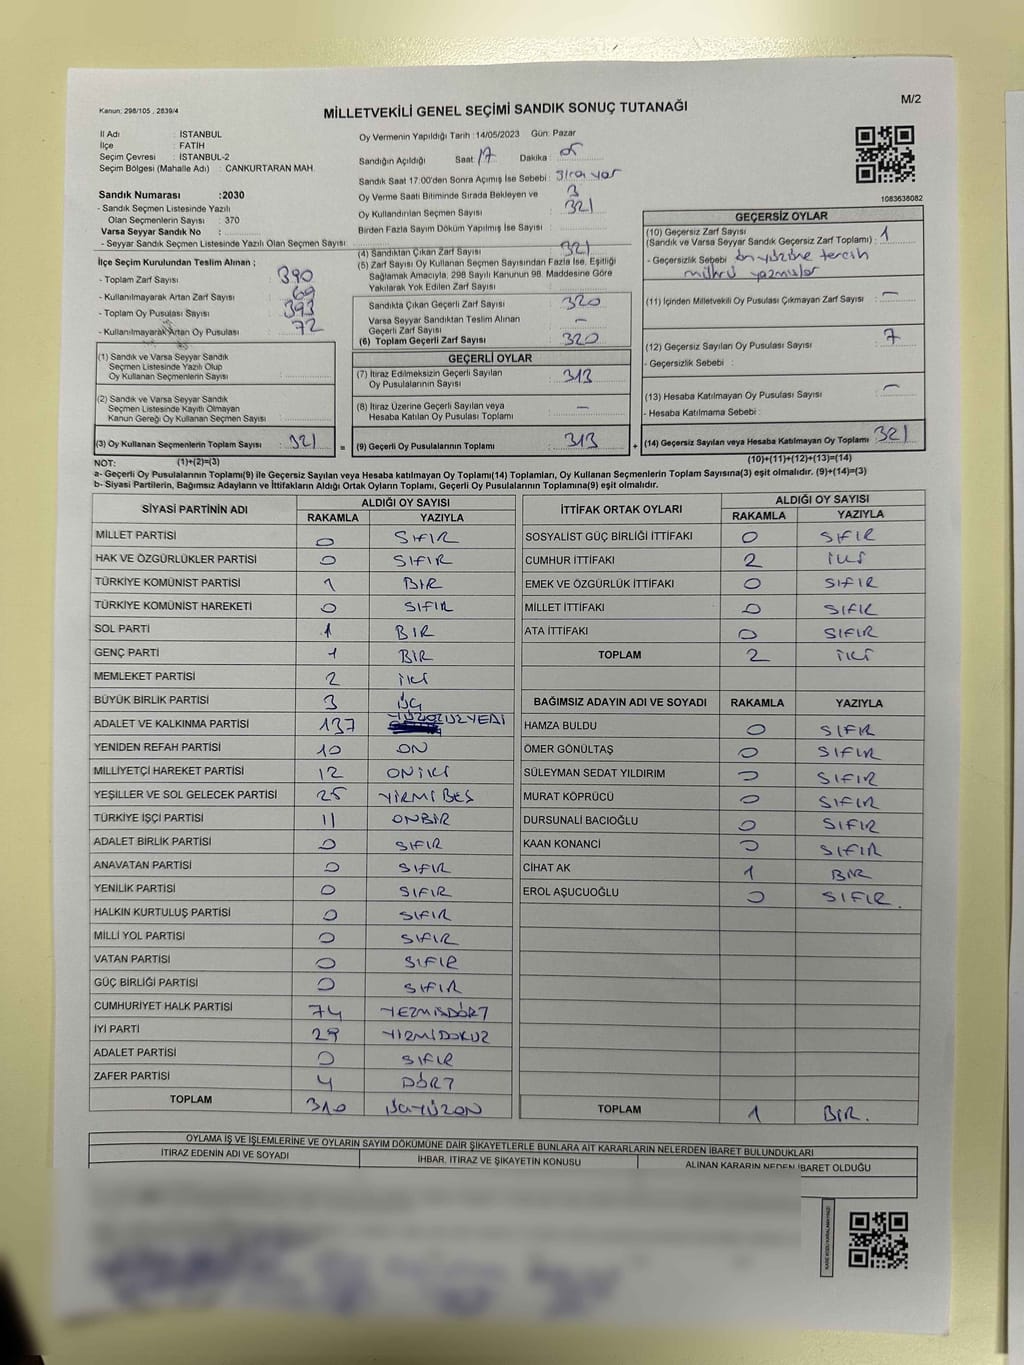 Kanun: 298/105 , 2839/4
MİLLETVEKİLİ GENEL SEÇİMİ SANDIK SONUÇ TUTANAĞI
M/2
İl Adı : İSTANBUL
İlçe : FATİH
Seçim Çevresi : İSTANBUL-2
Seçim Bölgesi (Mahalle Adı) : CANKURTARAN MAH
Sandık Numarası :2030
- Sandık Seçmen Listesinde Yazılı
Olan Seçmenlerin Sayısı : 370
Varsa Seyyar Sandık No :
- Seyyar Sandık Seçmen Listesinde Yazılı Olan Seçmen Sayısı :
İlçe Seçim Kurulundan Teslim Alınan ;
- Toplam Zarf Sayısı : 390
- Kullanılmayarak Artan Zarf Sayısı : 69
- Toplam Oy Pusulası Sayısı : 393
- Kullanılmayarak Artan Oy Pusulası : 72
(1) Sandık ve Varsa Seyyar Sandık
Seçmen Listesinde Yazılı Olup
Oy Kullanan Seçmenlerin Sayısı :
(2) Sandık ve Varsa Seyyar Sandık
Seçmen Listesinde Kayıtlı Olmayan
Kanun Gereği Oy Kullanan Seçmen Sayısı :
(3) Oy Kullanan Seçmenlerin Toplam Sayısı : 321
(1)+(2)=(3)
Oy Vermenin Yapıldığı Tarih :14/05/2023 Gün: Pazar
Sandığın Açıldığı Saat : 17 Dakika : 05
Sandık Saat 17:00'den Sonra Açımış İse Sebebi : Sıra var
Oy Verme Saati Bitiminde Sırada Bekleyen ve 3
Oy Kullandırılan Seçmen Sayısı : 321
Birden Fazla Sayım Döküm Yapılmış İse Sayısı :
(4) Sandıktan Çıkan Zarf Sayısı : 321
(5) Zarf Sayısı Oy Kullanan Seçmen Sayısından Fazla İse, Eşitliği
Sağlamak Amacıyla, 298 Sayılı Kanunun 98. Maddesine Göre
Yakılarak Yok Edilen Zarf Sayısı :
Sandıkta Çıkan Geçerli Zarf Sayısı : 320
Varsa Seyyar Sandıktan Teslim Alınan
Geçerli Zarf Sayısı : –
(6) Toplam Geçerli Zarf Sayısı : 320
GEÇERLİ OYLAR
(7) İtiraz Edilmeksizin Geçerli Sayılan
Oy Pusulalarının Sayısı : 313
(8) İtiraz Üzerine Geçerli Sayılan veya
Hesaba Katılan Oy Pusulası Toplamı : –
= (9) Geçerli Oy Pusulalarının Toplamı : 313 +
1083638082
GEÇERSİZ OYLAR
(10) Geçersiz Zarf Sayısı
(Sandık ve Varsa Seyyar Sandık Geçersiz Zarf Toplamı) : 1
- Geçersizlik Sebebi : ön yüzüne tercih
mührü yazmışlar
(11) İçinden Milletvekili Oy Pusulası Çıkmayan Zarf Sayısı : –
(12) Geçersiz Sayılan Oy Pusulası Sayısı : 7
- Geçersizlik Sebebi :
(13) Hesaba Katılmayan Oy Pusulası Sayısı : –
- Hesaba Katılmama Sebebi :
(14) Geçersiz Sayılan veya Hesaba Katılmayan Oy Toplamı : 321
(10)+(11)+(12)+(13)=(14)
NOT:
a- Geçerli Oy Pusulalarının Toplamı(9) ile Geçersiz Sayılan veya Hesaba katılmayan Oy Toplamı(14) Toplamları, Oy Kullanan Seçmenlerin Toplam Sayısına(3) eşit olmalıdır. (9)+(14)=(3)
b- Siyasi Partilerin, Bağımsız Adayların ve İttifakların Aldığı Ortak Oyların Toplamı, Geçerli Oy Pusulalarının Toplamına(9) eşit olmalıdır.
SİYASİ PARTİNİN ADI ALDIĞI OY SAYISI
RAKAMLA YAZIYLA
MİLLET PARTİSİ 0 SIFIR
HAK VE ÖZGÜRLÜKLER PARTİSİ 0 SIFIR
TÜRKİYE KOMÜNİST PARTİSİ 1 BİR
TÜRKİYE KOMÜNİST HAREKETİ 0 SIFIR
SOL PARTİ 1 BİR
GENÇ PARTİ 1 BİR
MEMLEKET PARTİSİ 2 İKİ
BÜYÜK BİRLİK PARTİSİ 3 ÜÇ
ADALET VE KALKINMA PARTİSİ 137
YENİDEN REFAH PARTİSİ 10 ON
MİLLİYETÇİ HAREKET PARTİSİ 12 ONİKİ
YEŞİLLER VE SOL GELECEK PARTİSİ 25 YİRMİ BEŞ
TÜRKİYE İŞÇİ PARTİSİ 11 ONBİR
ADALET BİRLİK PARTİSİ 0 SIFIR
ANAVATAN PARTİSİ 0 SIFIR
YENİLİK PARTİSİ 0 SIFIR
HALKIN KURTULUŞ PARTİSİ 0 SIFIR
MİLLİ YOL PARTİSİ 0 SIFIR
VATAN PARTİSİ 0 SIFIR
GÜÇ BİRLİĞİ PARTİSİ 0 SIFIR
CUMHURİYET HALK PARTİSİ 74 YEZMİSDÖRT
İYİ PARTİ 29 YİRMİDOKUZ
ADALET PARTİSİ 0 SIFIR
ZAFER PARTİSİ 4 DÖRT
TOPLAM 310 ÜÇYÜZON
İTTİFAK ORTAK OYLARI ALDIĞI OY SAYISI
RAKAMLA YAZIYLA
SOSYALİST GÜÇ BİRLİĞİ İTTİFAKI 0 SIFIR
CUMHUR İTTİFAKI 2 İKİ
EMEK VE ÖZGÜRLÜK İTTİFAKI 0 SIFIR
MİLLET İTTİFAKI 0 SIFIR
ATA İTTİFAKI 0 SIFIR
TOPLAM 2 İKİ
BAĞIMSIZ ADAYIN ADI VE SOYADI RAKAMLA YAZIYLA
HAMZA BULDU 0 SIFIR
ÖMER GÖNÜLTAŞ 0 SIFIR
SÜLEYMAN SEDAT YILDIRIM 0 SIFIR
MURAT KÖPRÜCÜ 0 SIFIR
DURSUNALİ BACIOĞLU 0 SIFIR
KAAN KONANCİ 0 SIFIR
CİHAT AK 1 BİR
EROL AŞUCUOĞLU 0 SIFIR.
TOPLAM 1 BİR.
OYLAMA İŞ VE İŞLEMLERİNE VE OYLARIN SAYIM DÖKÜMÜNE DAİR ŞİKAYETLERLE BUNLARA AİT KARARLARIN NELERDEN İBARET BULUNDUKLARI
İTİRAZ EDENİN ADI VE SOYADI İHBAR, İTİRAZ VE ŞİKAYETİN KONUSU ALINAN KARARIN NEDEN İBARET OLDUĞU